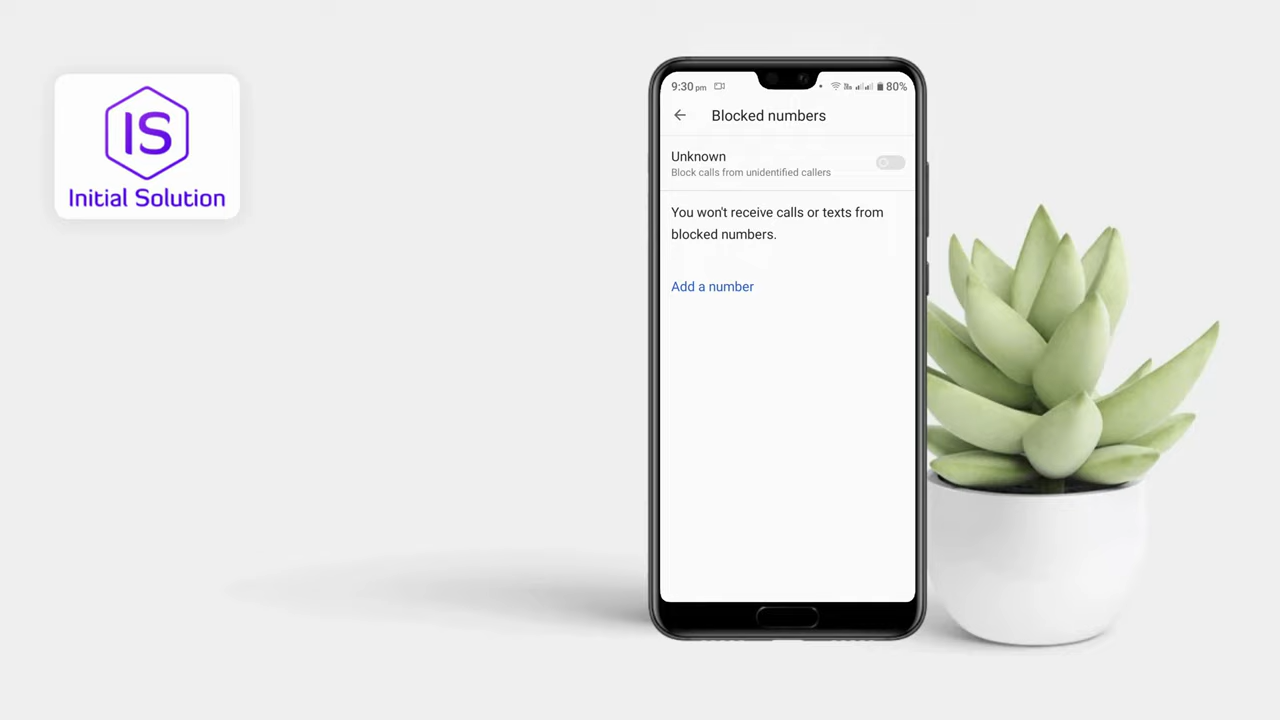 IS
Initial Solution
9:30 pm
80%
Blocked numbers
Unknown
Block calls from unidentified callers
You won't receive calls or texts from
blocked numbers.
Add a number